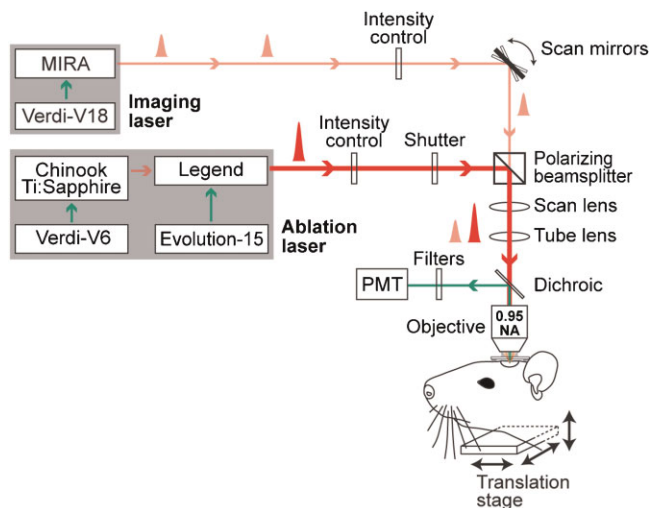 Intensity
control
Scan mirrors
MIRA
Verdi-V18
Imaging
laser
Intensity
control
Shutter
Polarizing
beamsplitter
Chinook
Ti:Sapphire
Legend
Verdi-V6
Evolution-15
Ablation
laser
Scan lens
Tube lens
Filters
PMT
Dichroic
Objective
0.95
NA
Translation
stage